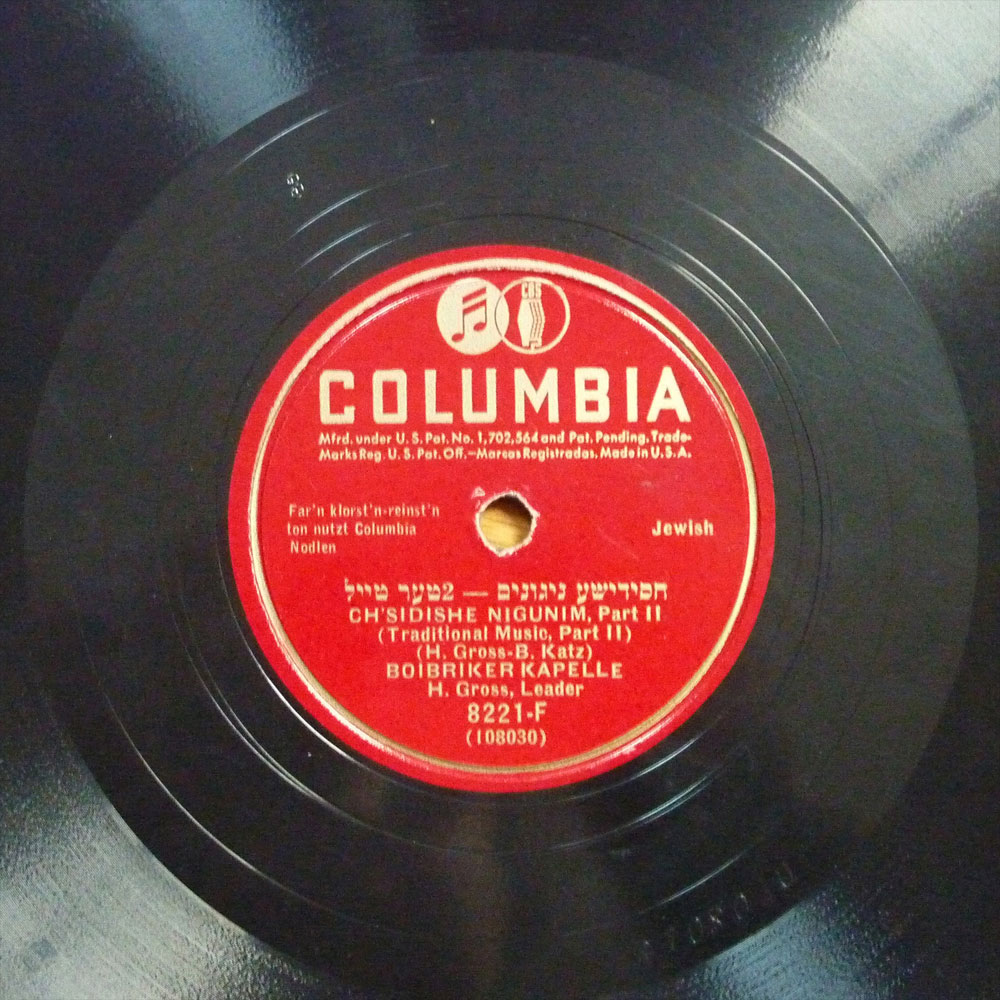 CBS
COLUMBIA
Mfrd. under U.S. Pat. No. 1,702,564 and Pat. Pending. Trade-
Marks Reg. U.S. Pat. Off.—Marcas Registradas. Made in U.S.A.
Far'n klorst'n-reinst'n
ton nutzt Columbia
Nodlen
Jewish
חסידישע ניגונים — 2טער טייל
CH'SIDISHE NIGUNIM, Part II
(Traditional Music, Part II)
(H. Gross-B. Katz)
BOIBRIKER KAPELLE
H. Gross, Leader
8221-F
(108030)